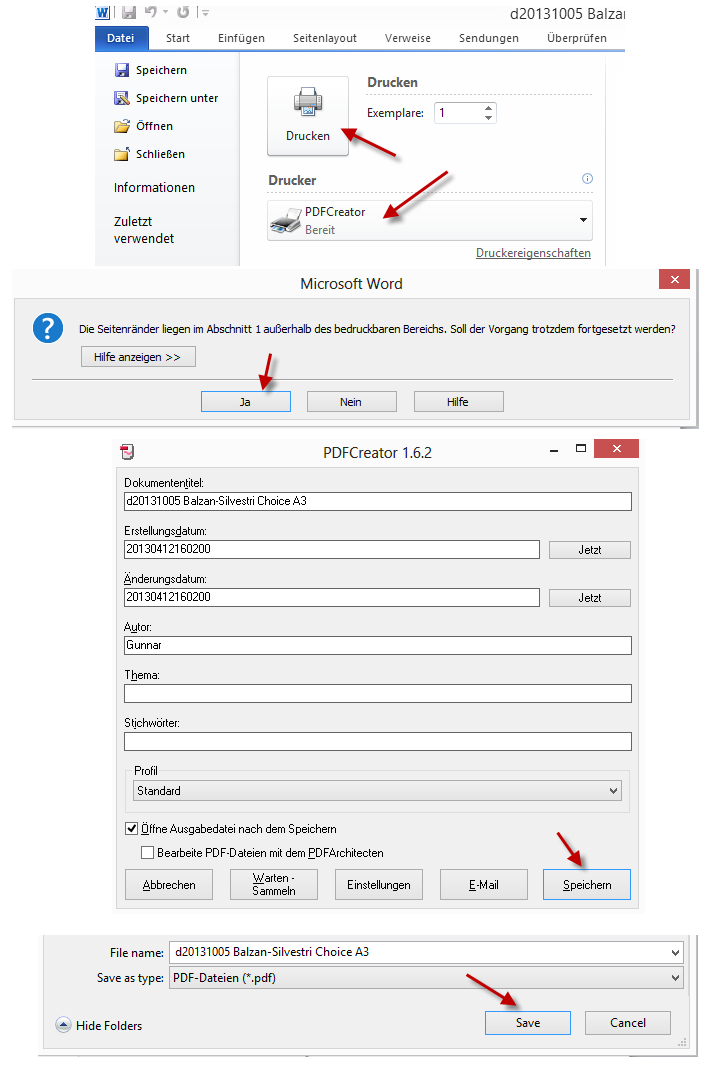 d20131005 Balzan
Datei Start Einfügen Seitenlayout Verweise Sendungen Überprüfen
Speichern
Speichern unter
Öffnen
Schließen
Informationen
Zuletzt
verwendet
Drucken
Drucken
Exemplare: 1
Drucker
PDFCreator
Bereit
Druckereigenschaften
Microsoft Word
Die Seitenränder liegen im Abschnitt 1 außerhalb des bedruckbaren Bereichs. Soll der Vorgang trotzdem fortgesetzt werden?
Hilfe anzeigen >>
Ja Nein Hilfe
PDFCreator 1.6.2
Dokumententitel:
d20131005 Balzan-Silvestri Choice A3
Erstellungsdatum:
20130412160200 Jetzt
Änderungsdatum:
20130412160200 Jetzt
Autor:
Gunnar
Thema:
Stichwörter:
Profil
Standard
Öffne Ausgabedatei nach dem Speichern
Bearbeite PDF-Dateien mit dem PDFArchitecten
Abbrechen Warten - Sammeln Einstellungen E-Mail Speichern
File name: d20131005 Balzan-Silvestri Choice A3
Save as type: PDF-Dateien (*.pdf)
Hide Folders Save Cancel